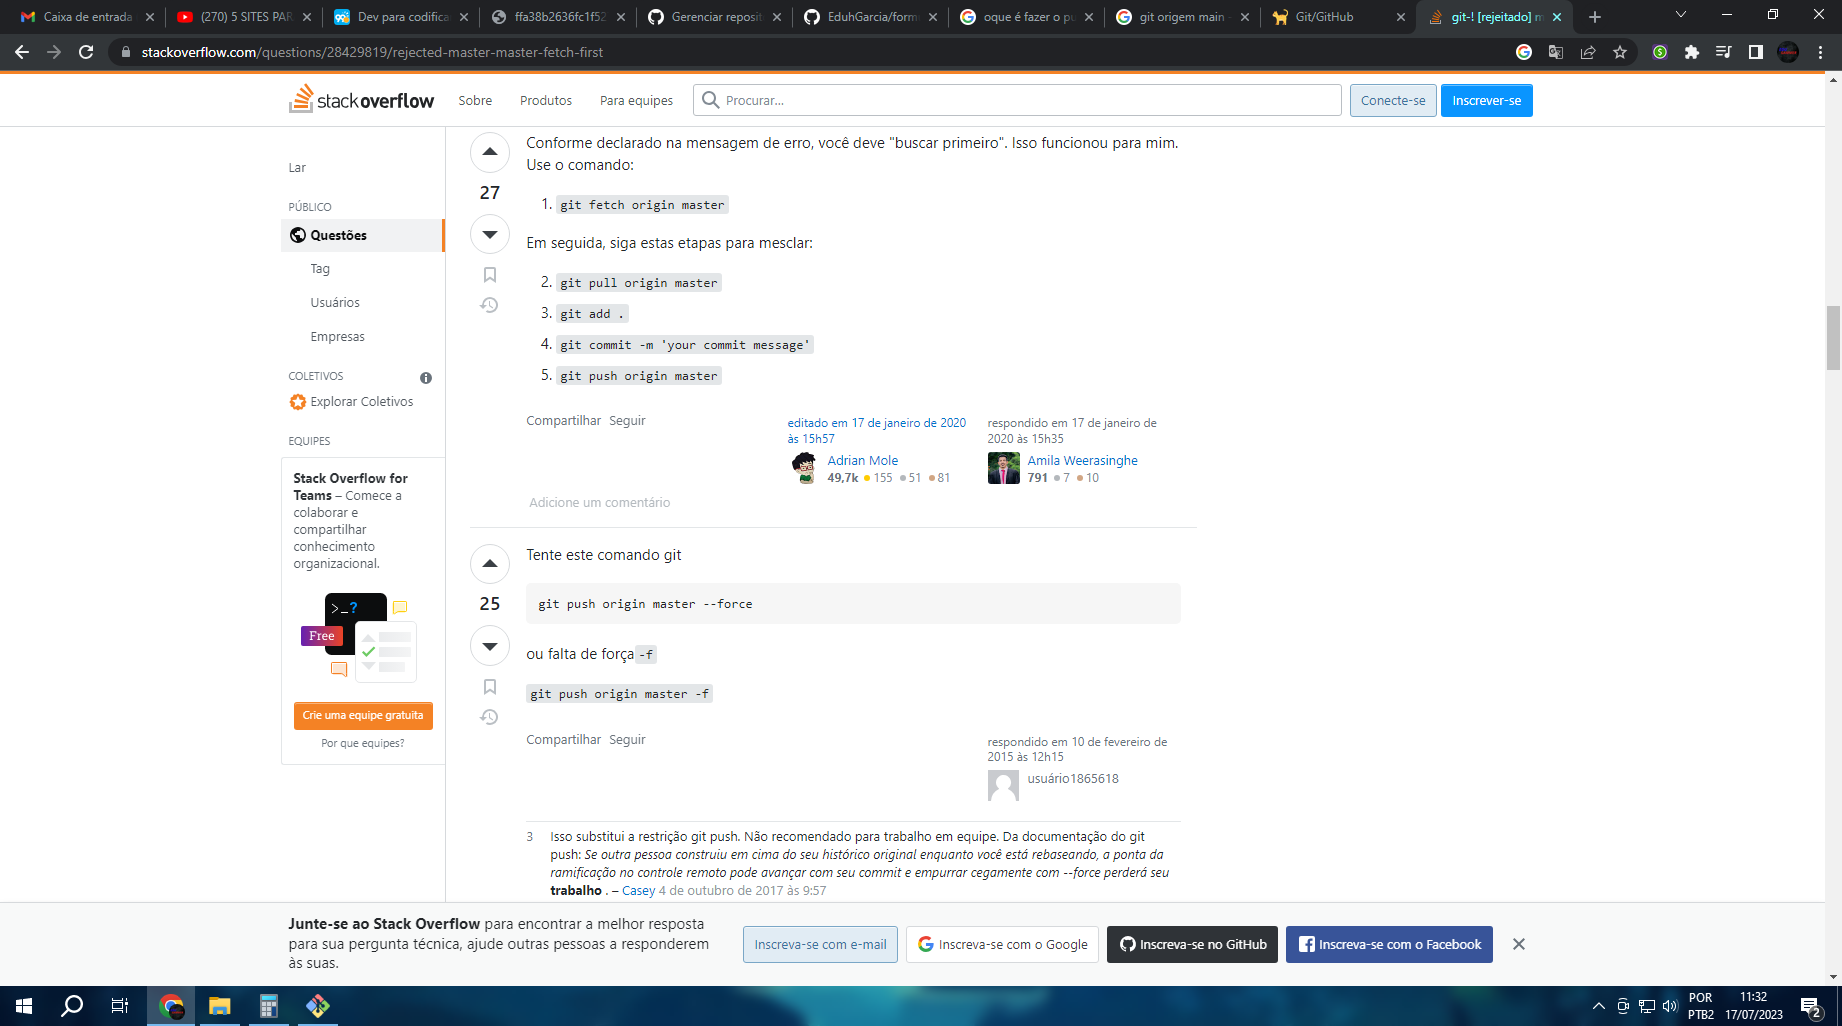 Caixa de entrada
(270) 5 SITES PAR
Dev para codifica
ffa38b2636fc1f52
Gerenciar reposit
EduhGarcia/form
oque é fazer o pu
git origem main -
Git/GitHub
git-! [rejeitado] m
stackoverflow.com/questions/28429819/rejected-master-master-fetch-first
stackoverflow
Sobre
Produtos
Para equipes
Procurar...
Conecte-se
Inscrever-se
Lar
PÚBLICO
Questões
Tag
Usuários
Empresas
COLETIVOS
Explorar Coletivos
EQUIPES
Stack Overflow for
Teams – Comece a
colaborar e
compartilhar
conhecimento
organizacional.
>_?
Free
Crie uma equipe gratuita
Por que equipes?
Conforme declarado na mensagem de erro, você deve "buscar primeiro". Isso funcionou para mim.
Use o comando:
27
1. git fetch origin master
Em seguida, siga estas etapas para mesclar:
2. git pull origin master
3. git add .
4. git commit -m 'your commit message'
5. git push origin master
Compartilhar Seguir
editado em 17 de janeiro de 2020
às 15h57
Adrian Mole
49,7k 155 51 81
respondido em 17 de janeiro de
2020 às 15h35
Amila Weerasinghe
791 7 10
Adicione um comentário
Tente este comando git
25
git push origin master --force
ou falta de força -f
git push origin master -f
Compartilhar Seguir
respondido em 10 de fevereiro de
2015 às 12h15
usuário1865618
3 Isso substitui a restrição git push. Não recomendado para trabalho em equipe. Da documentação do git
push: Se outra pessoa construiu em cima do seu histórico original enquanto você está rebaseando, a ponta da
ramificação no controle remoto pode avançar com seu commit e empurrar cegamente com --force perderá seu
trabalho . – Casey 4 de outubro de 2017 às 9:57
Junte-se ao Stack Overflow para encontrar a melhor resposta
para sua pergunta técnica, ajude outras pessoas a responderem
às suas.
Inscreva-se com e-mail
Inscreva-se com o Google
Inscreva-se no GitHub
Inscreva-se com o Facebook
POR
PTB2
11:32
17/07/2023
2